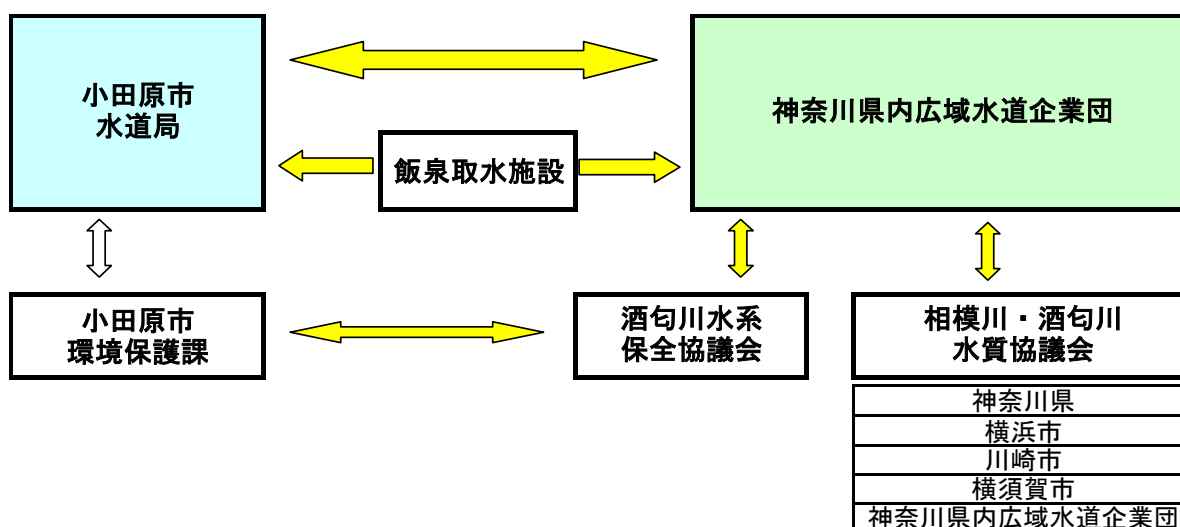 小田原市
水道局
神奈川県内広域水道企業団
飯泉取水施設
小田原市
環境保護課
酒匂川水系
保全協議会
相模川・酒匂川
水質協議会
神奈川県
横浜市
川崎市
横須賀市
神奈川県内広域水道企業団